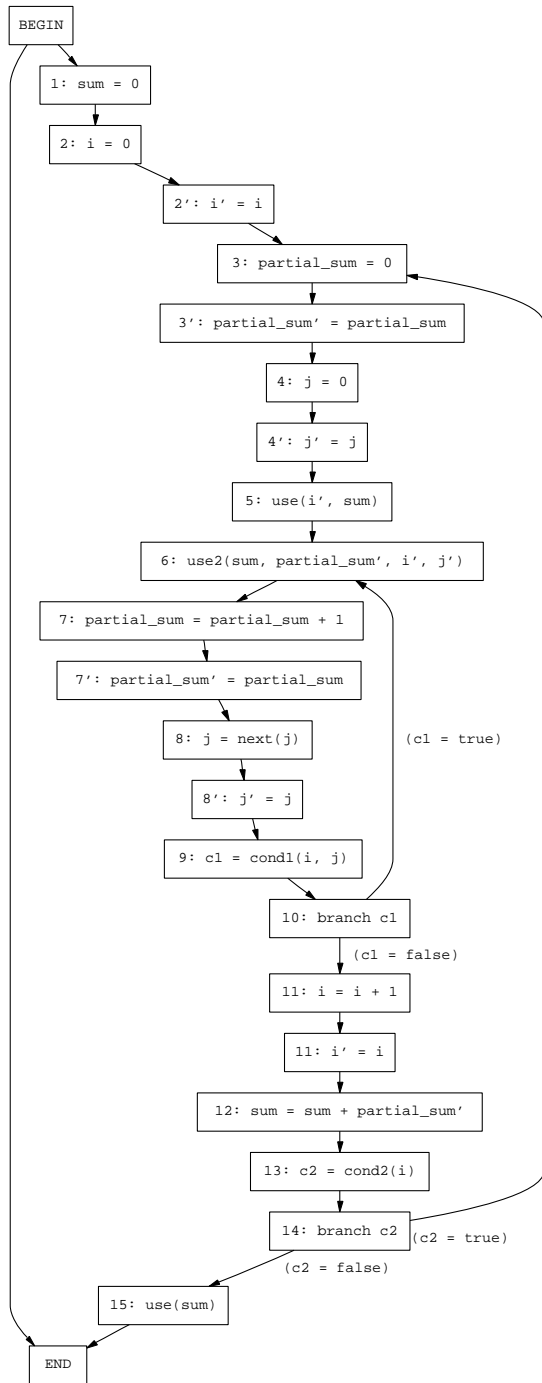 BEGIN
1: sum = 0
2: i = 0
2': i' = i
3: partial_sum = 0
3': partial_sum' = partial_sum
4: j = 0
4': j' = j
5: use(i', sum)
6: use2(sum, partial_sum', i', j')
7: partial_sum = partial_sum + 1
7': partial_sum' = partial_sum
8: j = next(j)
(c1 = true)
8': j' = j
9: c1 = cond1(i, j)
10: branch c1
(c1 = false)
11: i = i + 1
11: i' = i
12: sum = sum + partial_sum'
13: c2 = cond2(i)
14: branch c2
(c2 = true)
(c2 = false)
15: use(sum)
END